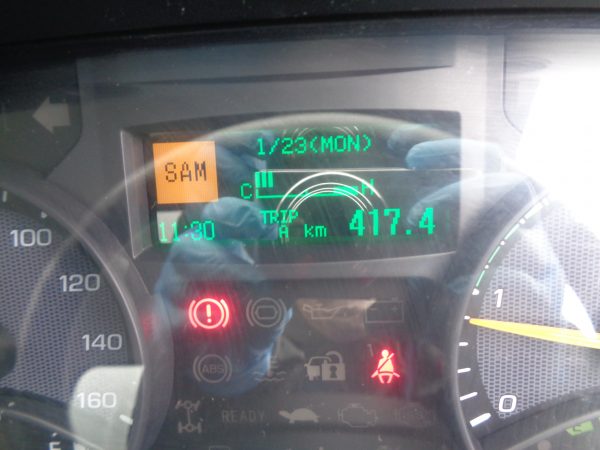 1/23(MON)
SAM
C H
TRIP
11:30 A km 417.4
100
120
140
160
1
0
ABS
READY
E